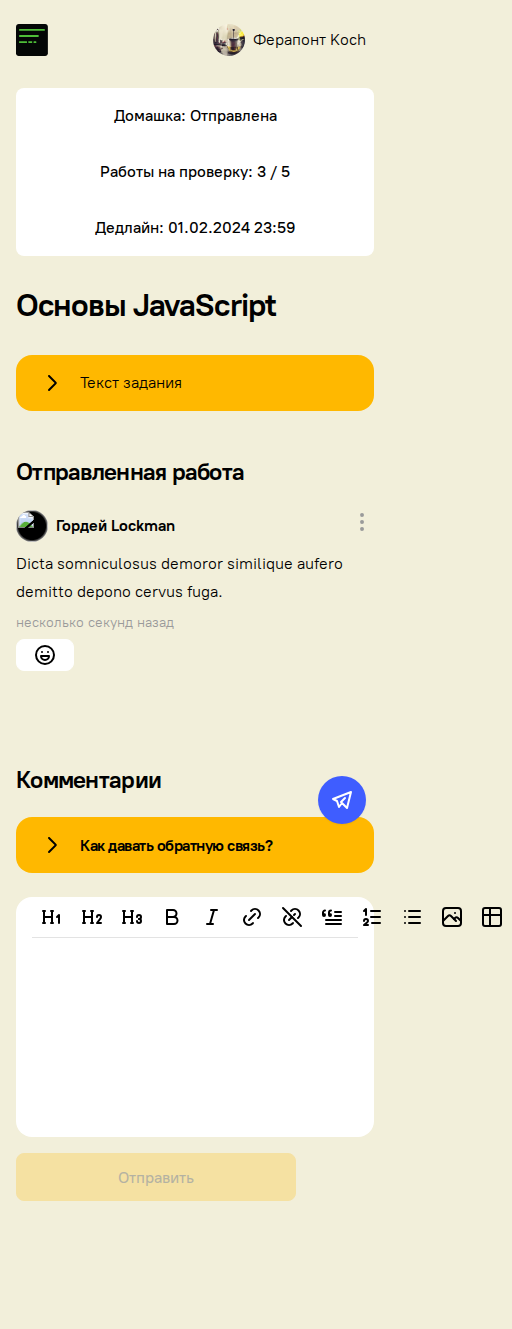 Ферапонт Koch
Домашка: Отправлена
Работы на проверку: 3 / 5
Дедлайн: 01.02.2024 23:59
Основы JavaScript
Текст задания
Отправленная работа
Гордей Lockman
Dicta somniculosus demoror similique aufero
demitto depono cervus fuga.
несколько секунд назад
Комментарии
Как давать обратную связь?
H1 H2 H3 B I
Отправить